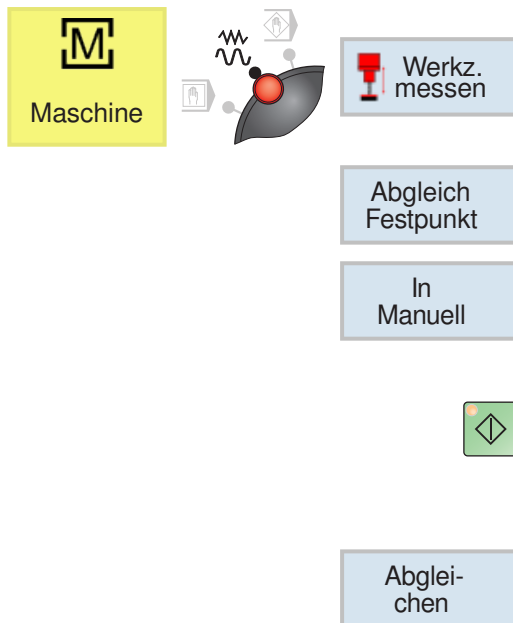 M
Maschine
Werkz.
messen
Abgleich
Festpunkt
In
Manuell
Abglei-
chen